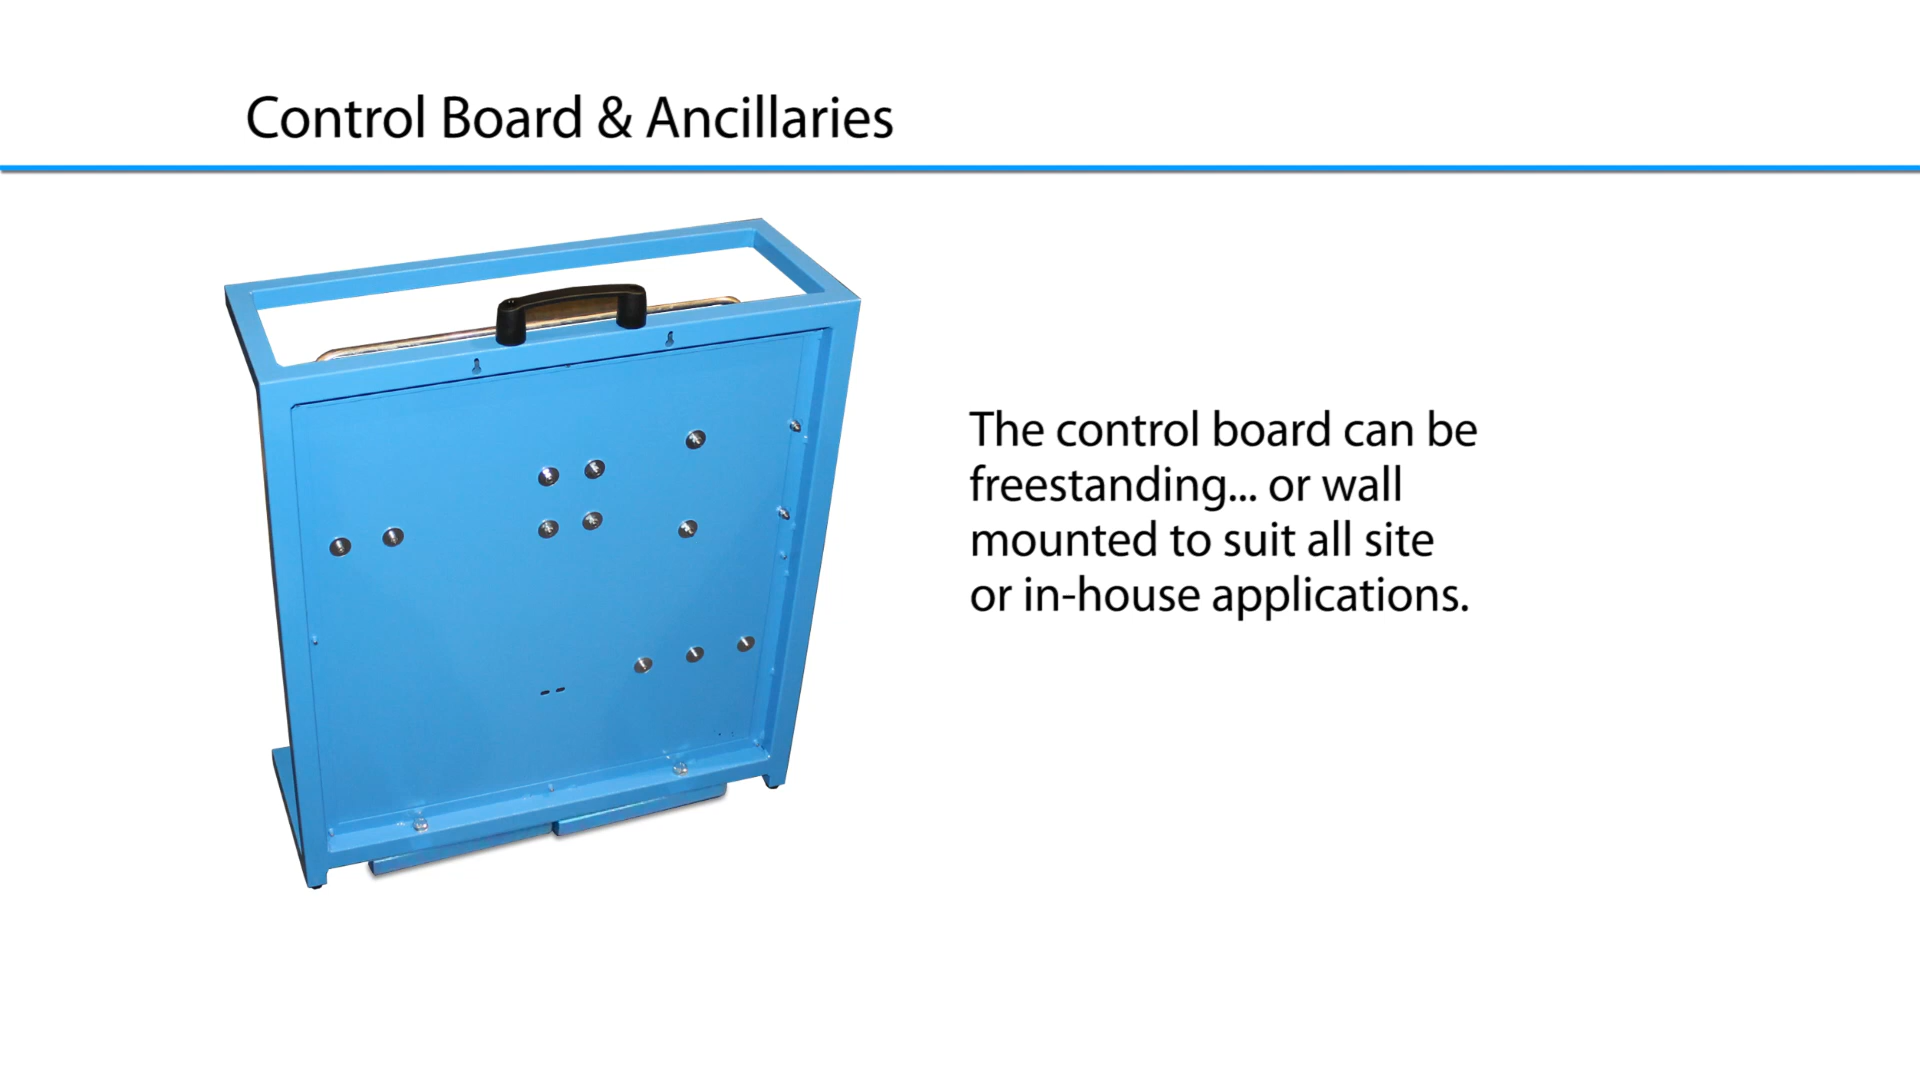 Control Board & Ancillaries
The control board can be
freestanding... or wall
mounted to suit all site
or in-house applications.